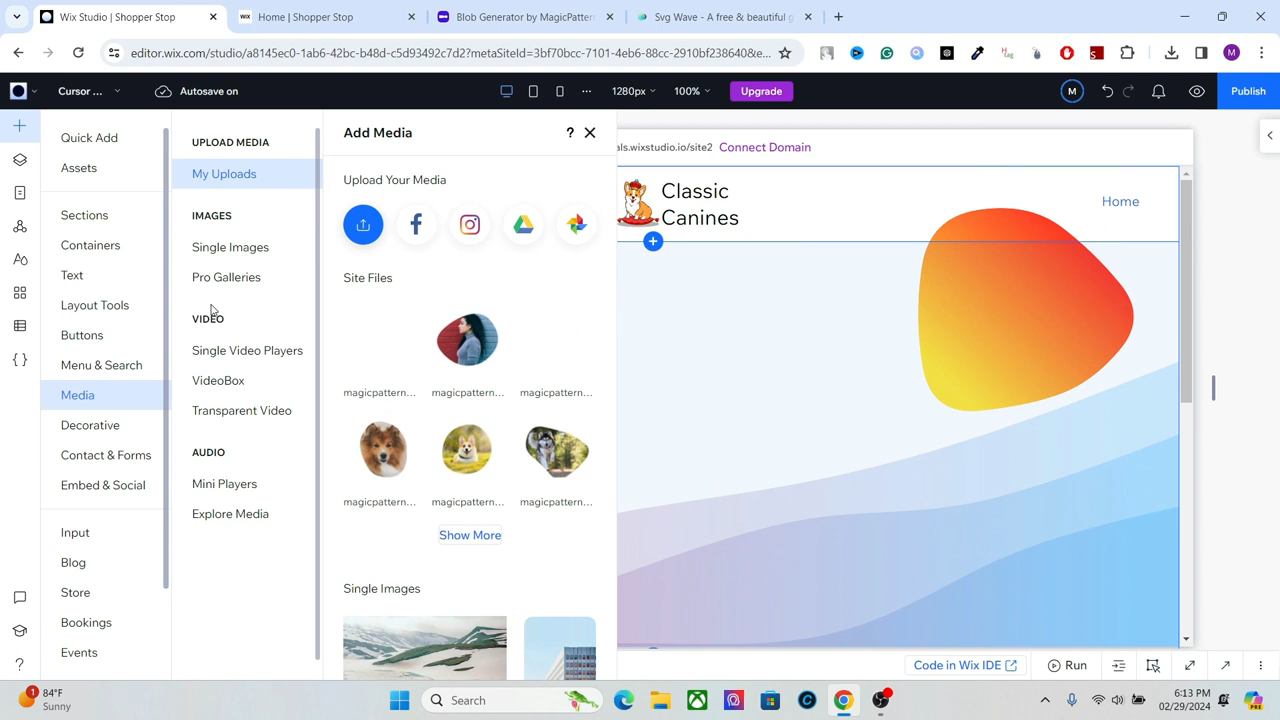 Wix Studio | Shopper Stop
Home | Shopper Stop
Blob Generator by MagicPattern
Svg Wave - A free & beautiful g
editor.wix.com/studio/a8145ec0-1ab6-42bc-b48d-c5d93492c7d2?metaSiteId=3bf70bcc-7101-4eb6-88cc-2910bf238640&e...
Cursor ...
Autosave on
1280px
100%
Upgrade
M
Publish
Quick Add
Assets
Sections
Containers
Text
Layout Tools
Buttons
Menu & Search
Media
Decorative
Contact & Forms
Embed & Social
Input
Blog
Store
Bookings
Events
UPLOAD MEDIA
My Uploads
IMAGES
Single Images
Pro Galleries
VIDEO
Single Video Players
VideoBox
Transparent Video
AUDIO
Mini Players
Explore Media
Add Media
?
Upload Your Media
Site Files
magicpattern...
magicpattern...
magicpattern...
magicpattern...
magicpattern...
magicpattern...
Show More
Single Images
als.wixstudio.io/site2
Connect Domain
Classic
Canines
Home
Code in Wix IDE
Run
1
84°F
Sunny
Search
6:13 PM
02/29/2024